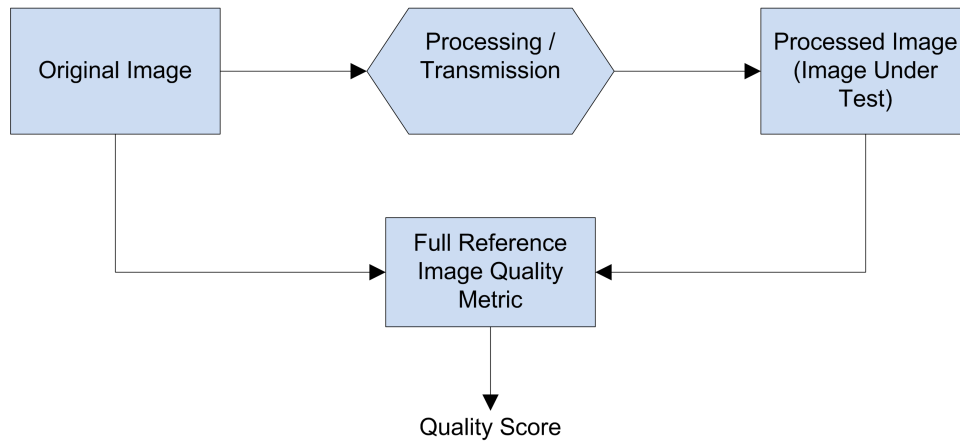 Original Image
Processing /
Transmission
Processed Image
(Image Under
Test)
Full Reference
Image Quality
Metric
Quality Score